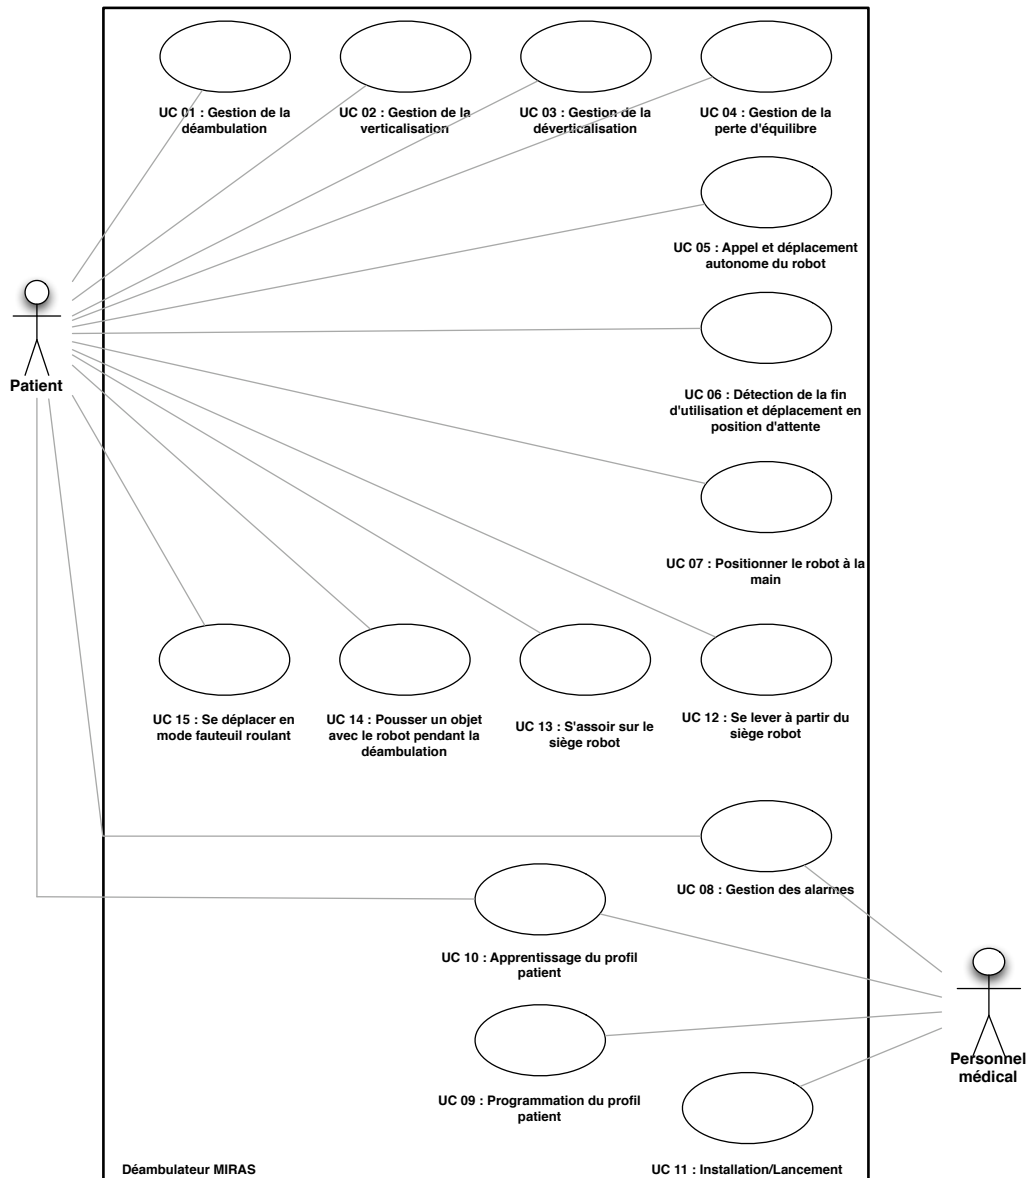 UC 01 : Gestion de la
déambulation
UC 02 : Gestion de la
verticalisation
UC 03 : Gestion de la
déverticalisation
UC 04 : Gestion de la
perte d'équilibre
UC 05 : Appel et déplacement
autonome du robot
Patient
UC 06 : Détection de la fin
d'utilisation et déplacement en
position d'attente
UC 07 : Positionner le robot à la
main
UC 15 : Se déplacer en
mode fauteuil roulant
UC 14 : Pousser un objet
avec le robot pendant la
déambulation
UC 13 : S'assoir sur le
siège robot
UC 12 : Se lever à partir du
siège robot
UC 08 : Gestion des alarmes
UC 10 : Apprentissage du profil
patient
Personnel
médical
UC 09 : Programmation du profil
patient
Déambulateur MIRAS
UC 11 : Installation/Lancement